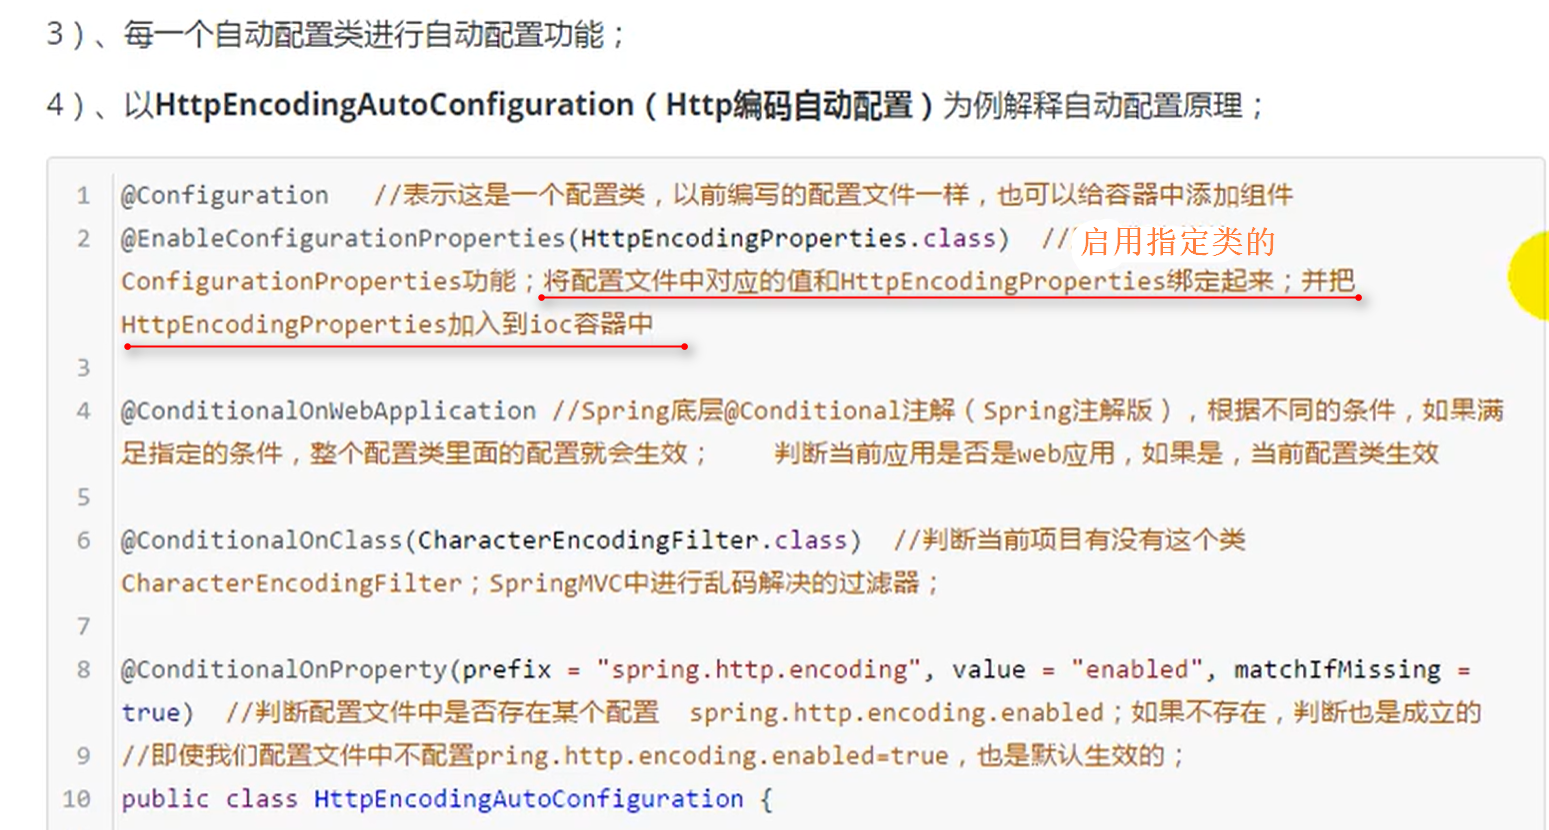 3）、每一个自动配置类进行自动配置功能；
4）、以HttpEncodingAutoConfiguration（Http编码自动配置）为例解释自动配置原理；
1 @Configuration //表示这是一个配置类，以前编写的配置文件一样，也可以给容器中添加组件
2 @EnableConfigurationProperties(HttpEncodingProperties.class) //启用指定类的
ConfigurationProperties功能；将配置文件中对应的值和HttpEncodingProperties绑定起来；并把
HttpEncodingProperties加入到ioc容器中
3
4 @ConditionalOnWebApplication //Spring底层@Conditional注解（Spring注解版），根据不同的条件，如果满
足指定的条件，整个配置类里面的配置就会生效； 判断当前应用是否是web应用，如果是，当前配置类生效
5
6 @ConditionalOnClass(CharacterEncodingFilter.class) //判断当前项目有没有这个类
CharacterEncodingFilter；SpringMVC中进行乱码解决的过滤器；
7
8 @ConditionalOnProperty(prefix = "spring.http.encoding", value = "enabled", matchIfMissing =
true) //判断配置文件中是否存在某个配置 spring.http.encoding.enabled；如果不存在，判断也是成立的
9 //即使我们配置文件中不配置pring.http.encoding.enabled=true，也是默认生效的；
10 public class HttpEncodingAutoConfiguration {